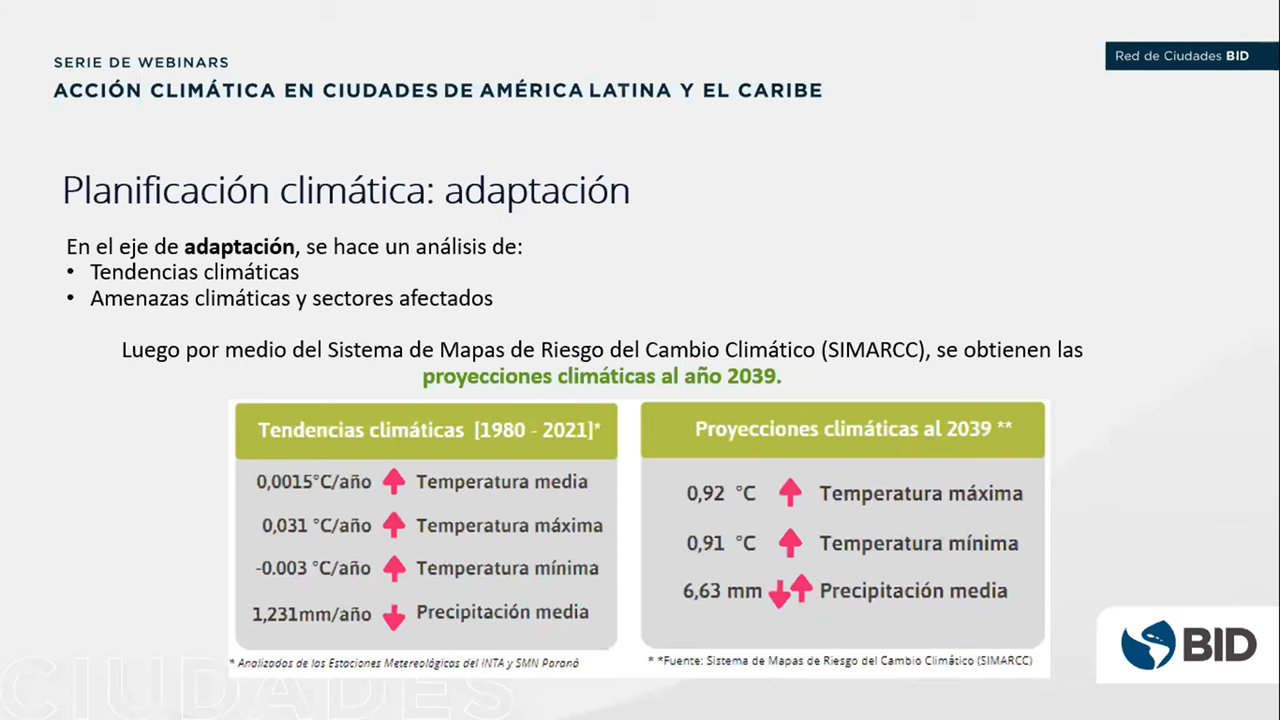 SERIE DE WEBINARS
ACCIÓN CLIMÁTICA EN CIUDADES DE AMÉRICA LATINA Y EL CARIBE
Red de Ciudades BID
Planificación climática: adaptación
En el eje de adaptación, se hace un análisis de:
• Tendencias climáticas
• Amenazas climáticas y sectores afectados
Luego por medio del Sistema de Mapas de Riesgo del Cambio Climático (SIMARCC), se obtienen las
proyecciones climáticas al año 2039.
Tendencias climáticas [1980 - 2021]*
0,0015°C/año Temperatura media
0,031 °C/año Temperatura máxima
-0.003 °C/año Temperatura mínima
1,231mm/año Precipitación media
* Analizados de las Estaciones Metereológicas del INTA y SMN Paraná
Proyecciones climáticas al 2039 **
0,92 °C Temperatura máxima
0,91 °C Temperatura mínima
6,63 mm Precipitación media
* *Fuente: Sistema de Mapas de Riesgo del Cambio Climático (SIMARCC)
BID
CIUDADES